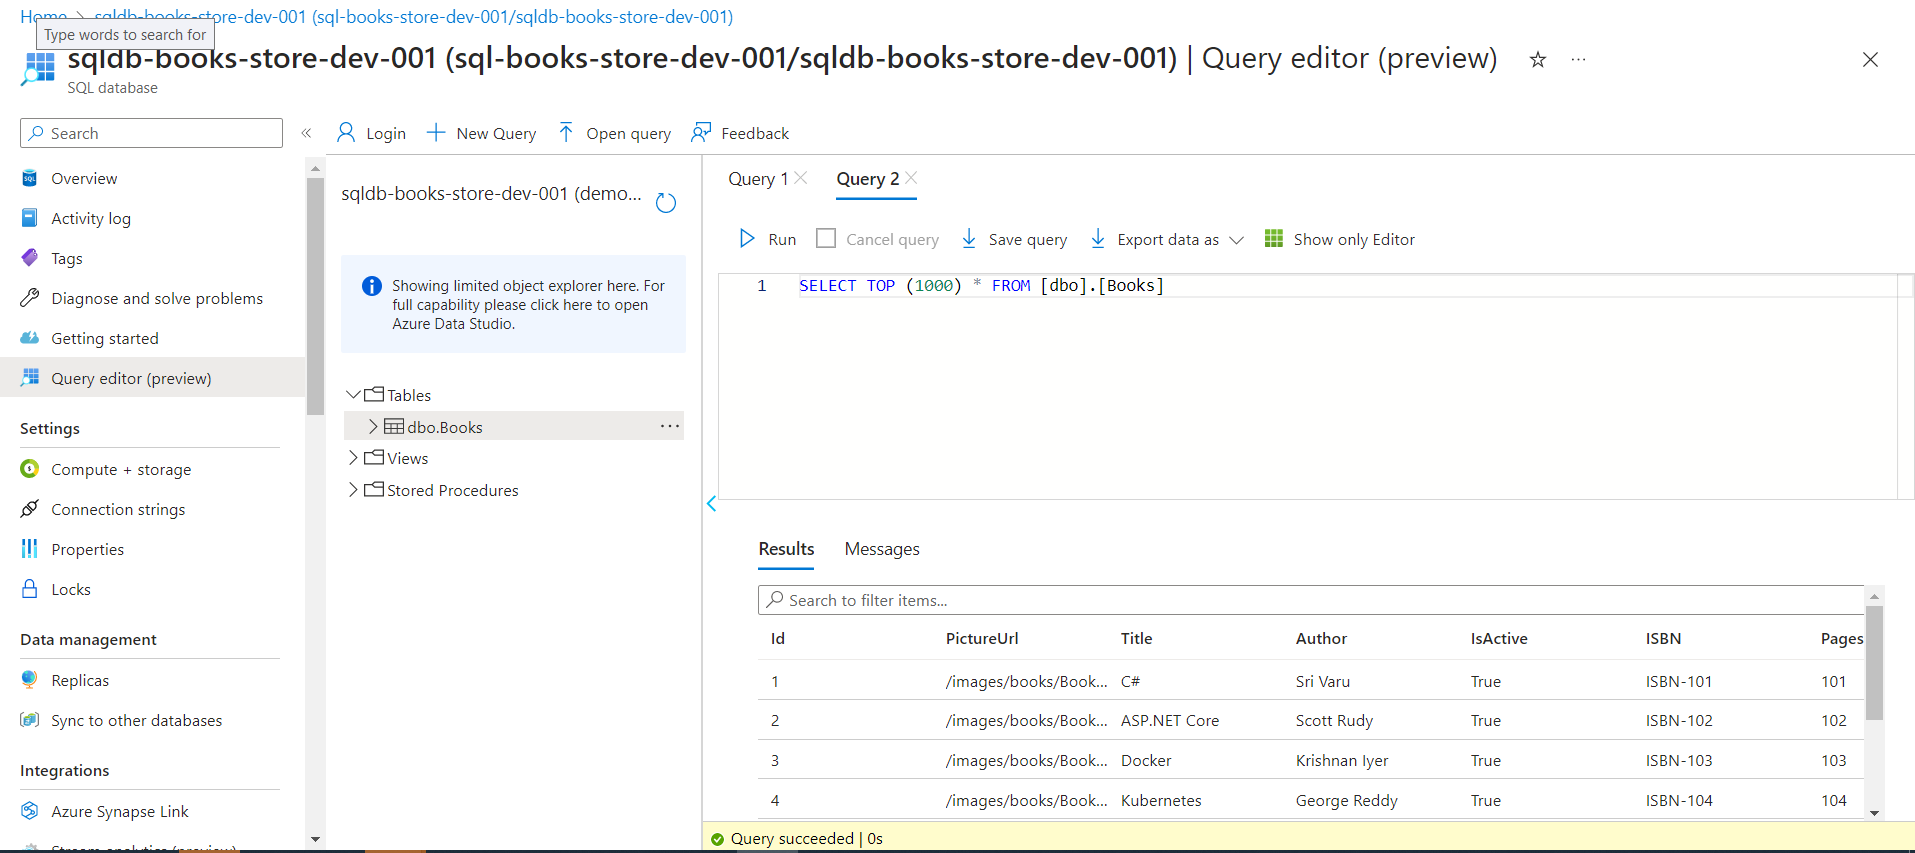 Home > sqldb-books-store-dev-001 (sql-books-store-dev-001/sqldb-books-store-dev-001)
Type words to search for
sqldb-books-store-dev-001 (sql-books-store-dev-001/sqldb-books-store-dev-001) | Query editor (preview)
SQL database
Search
Login
New Query
Open query
Feedback
Overview
Activity log
Tags
Diagnose and solve problems
Getting started
Query editor (preview)
Settings
Compute + storage
Connection strings
Properties
Locks
Data management
Replicas
Sync to other databases
Integrations
Azure Synapse Link
Stream analytics (preview)
sqldb-books-store-dev-001 (demo...
Showing limited object explorer here. For
full capability please click here to open
Azure Data Studio.
Tables
dbo.Books
Views
Stored Procedures
Query 1
Query 2
Run
Cancel query
Save query
Export data as
Show only Editor
1 SELECT TOP (1000) * FROM [dbo].[Books]
Results
Messages
Search to filter items...
Id PictureUrl Title Author IsActive ISBN Pages
1 /images/books/Book... C# Sri Varu True ISBN-101 101
2 /images/books/Book... ASP.NET Core Scott Rudy True ISBN-102 102
3 /images/books/Book... Docker Krishnan Iyer True ISBN-103 103
4 /images/books/Book... Kubernetes George Reddy True ISBN-104 104
Query succeeded | 0s